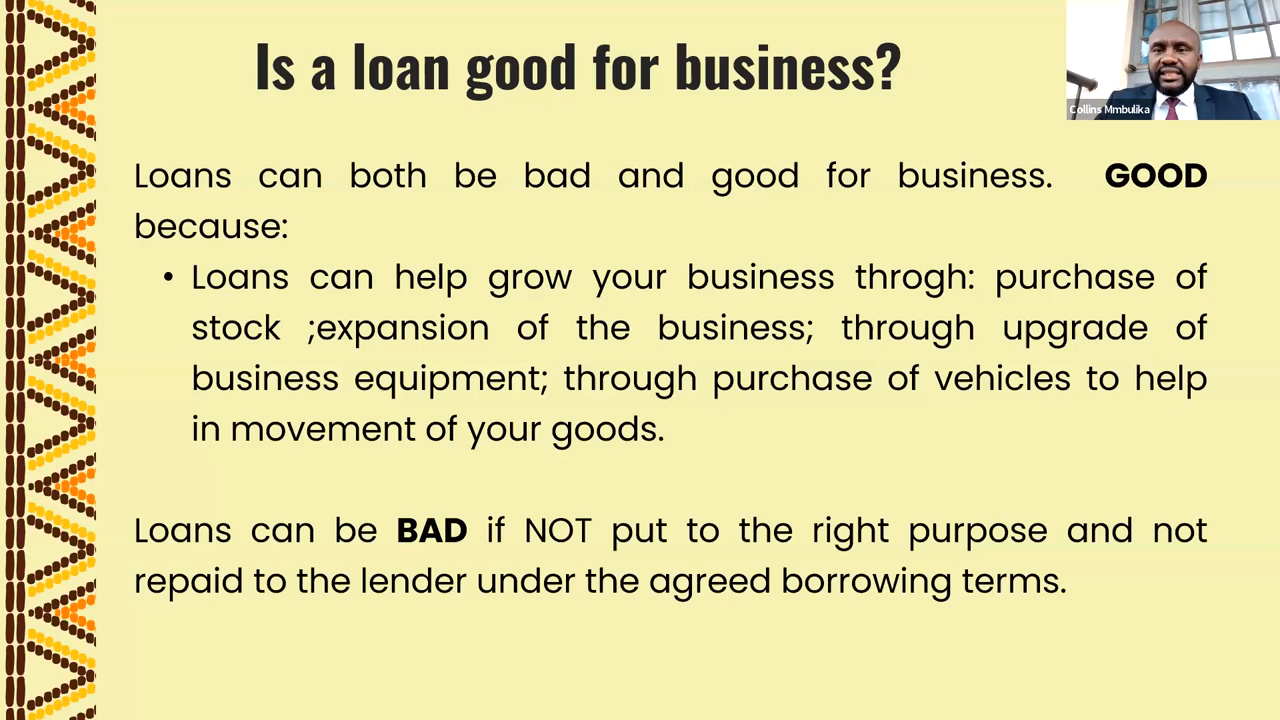 Is a loan good for business?
Collins Mmbulika
Loans can both be bad and good for business. GOOD
because:
• Loans can help grow your business throgh: purchase of
stock ;expansion of the business; through upgrade of
business equipment; through purchase of vehicles to help
in movement of your goods.
Loans can be BAD if NOT put to the right purpose and not
repaid to the lender under the agreed borrowing terms.